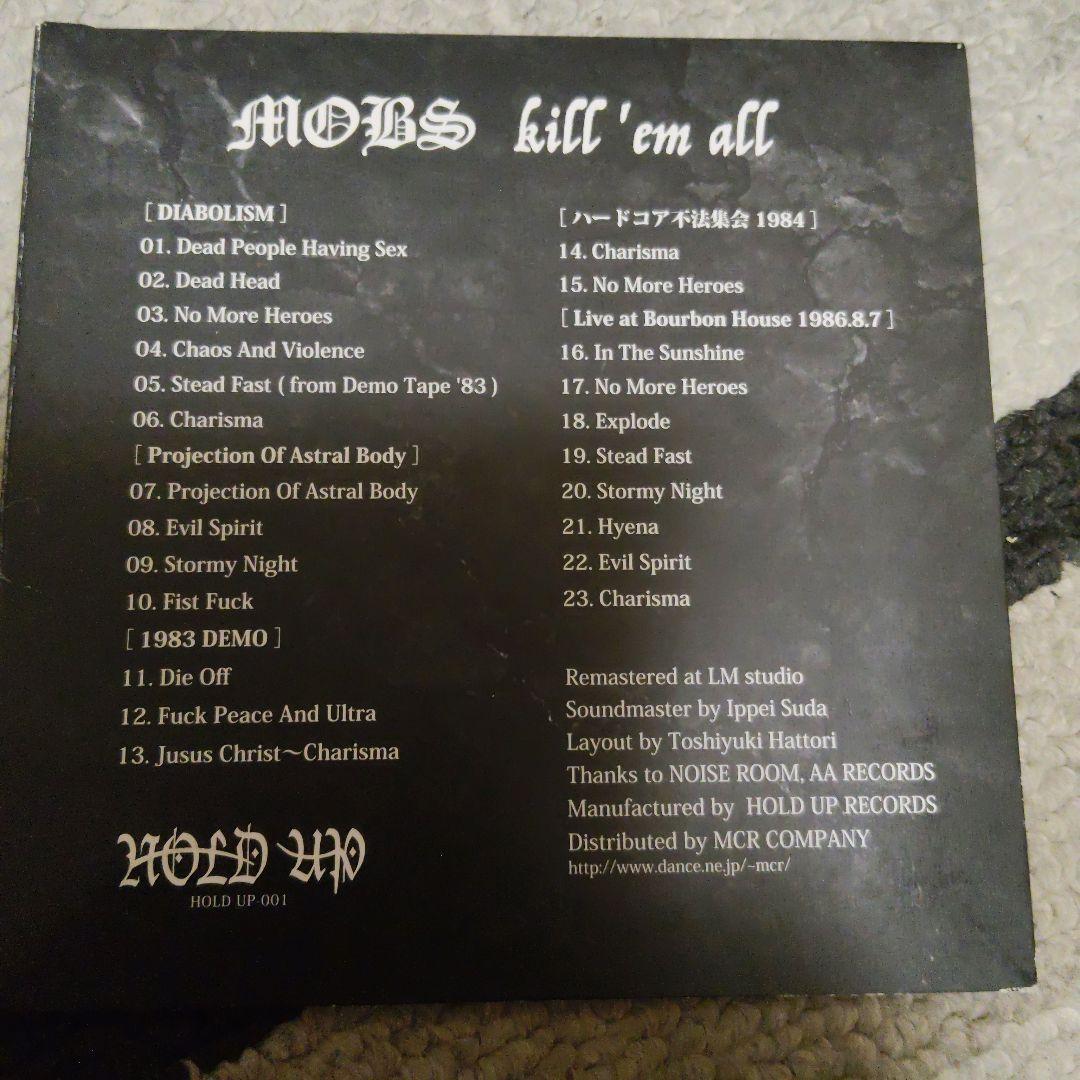 MOBS kill 'em all
[ DIABOLISM ]
01. Dead People Having Sex
02. Dead Head
03. No More Heroes
04. Chaos And Violence
05. Stead Fast ( from Demo Tape '83 )
06. Charisma
[ Projection Of Astral Body ]
07. Projection Of Astral Body
08. Evil Spirit
09. Stormy Night
10. Fist Fuck
[ 1983 DEMO ]
11. Die Off
12. Fuck Peace And Ultra
13. Jusus Christ〜Charisma
[ ハードコア不法集会 1984 ]
14. Charisma
15. No More Heroes
[ Live at Bourbon House 1986.8.7 ]
16. In The Sunshine
17. No More Heroes
18. Explode
19. Stead Fast
20. Stormy Night
21. Hyena
22. Evil Spirit
23. Charisma
Remastered at LM studio
Soundmaster by Ippei Suda
Layout by Toshiyuki Hattori
Thanks to NOISE ROOM, AA RECORDS
Manufactured by HOLD UP RECORDS
Distributed by MCR COMPANY
http://www.dance.ne.jp/~mcr/
HOLD UP
HOLD UP-001